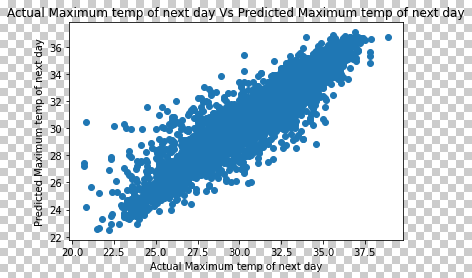 Actual Maximum temp of next day Vs Predicted Maximum temp of next day
Predicted Maximum temp of next day
36
34
32
30
28
26
24
22
20.0 22.5 25.0 27.5 30.0 32.5 35.0 37.5
Actual Maximum temp of next day